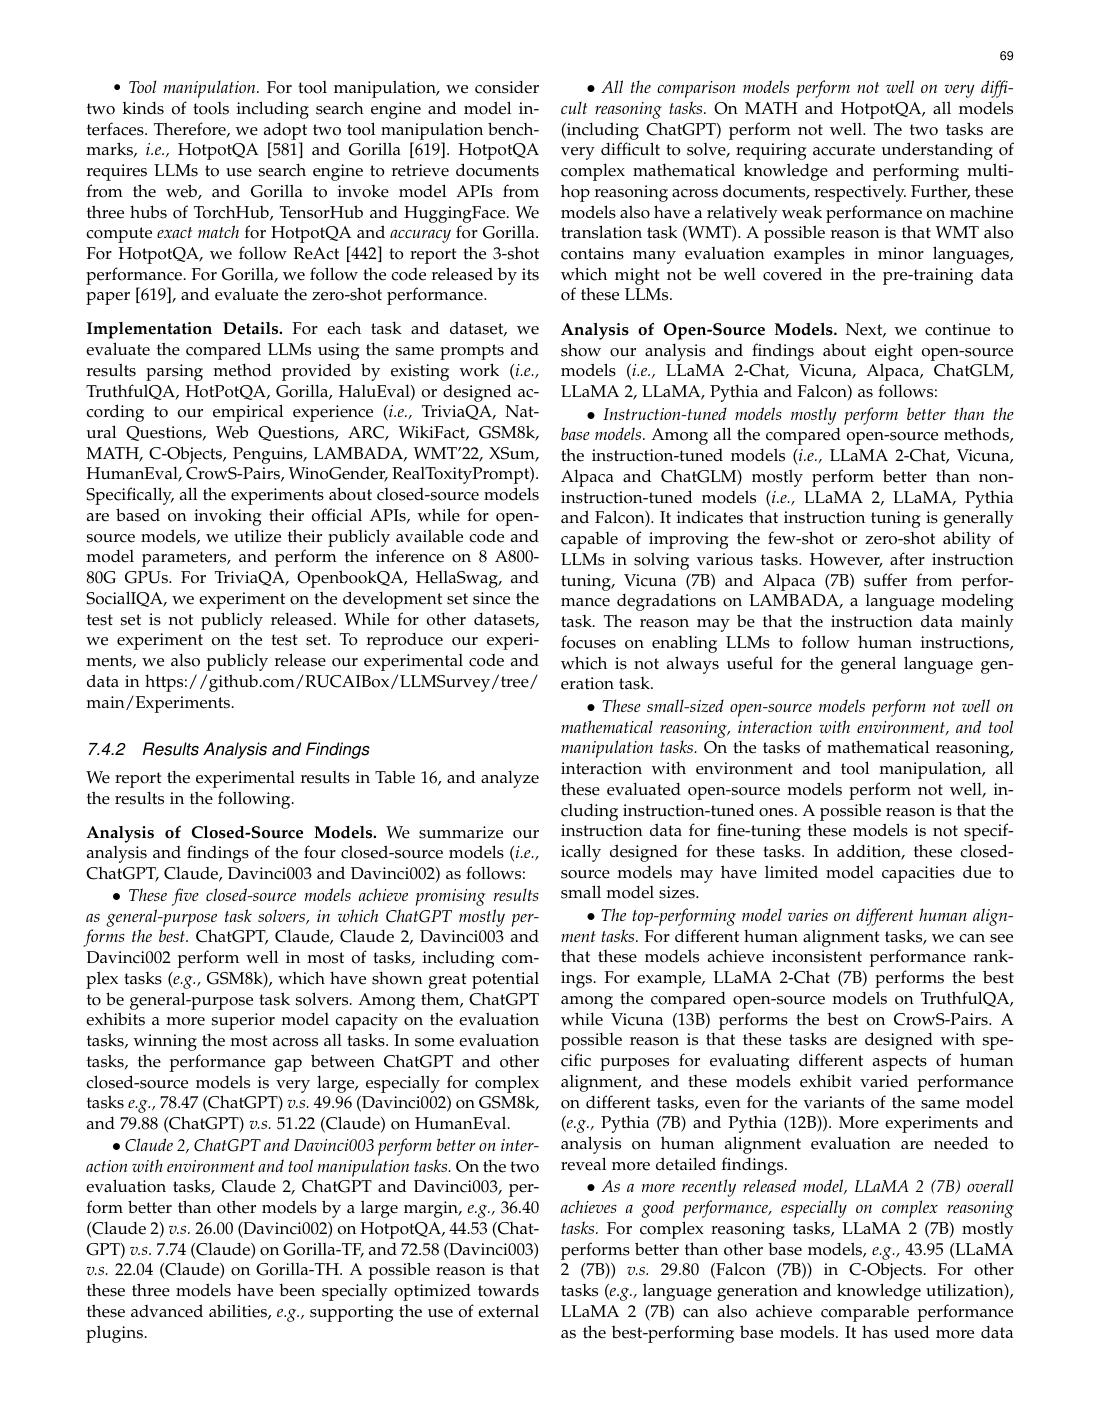 69
• Tool manipulation. For tool manipulation, we consider
two kinds of tools including search engine and model in-
terfaces. Therefore, we adopt two tool manipulation bench-
marks, i.e., HotpotQA [581] and Gorilla [619]. HotpotQA
requires LLMs to use search engine to retrieve documents
from the web, and Gorilla to invoke model APIs from
three hubs of TorchHub, TensorHub and HuggingFace. We
compute exact match for HotpotQA and accuracy for Gorilla.
For HotpotQA, we follow ReAct [442] to report the 3-shot
performance. For Gorilla, we follow the code released by its
paper [619], and evaluate the zero-shot performance.
Implementation Details. For each task and dataset, we
evaluate the compared LLMs using the same prompts and
results parsing method provided by existing work (i.e.,
TruthfulQA, HotPotQA, Gorilla, HaluEval) or designed ac-
cording to our empirical experience (i.e., TriviaQA, Nat-
ural Questions, Web Questions, ARC, WikiFact, GSM8k,
MATH, C-Objects, Penguins, LAMBADA, WMT'22, XSum,
HumanEval, CrowS-Pairs, WinoGender, RealToxityPrompt).
Specifically, all the experiments about closed-source models
are based on invoking their official APIs, while for open-
source models, we utilize their publicly available code and
model parameters, and perform the inference on 8 A800-
80G GPUs. For TriviaQA, OpenbookQA, HellaSwag, and
SocialIQA, we experiment on the development set since the
test set is not publicly released. While for other datasets,
we experiment on the test set. To reproduce our experi-
ments, we also publicly release our experimental code and
data in https://github.com/RUCAIBox/LLMSurvey/tree/
main/Experiments.
7.4.2 Results Analysis and Findings
We report the experimental results in Table 16, and analyze
the results in the following.
Analysis of Closed-Source Models. We summarize our
analysis and findings of the four closed-source models (i.e.,
ChatGPT, Claude, Davinci003 and Davinci002) as follows:
• These five closed-source models achieve promising results
as general-purpose task solvers, in which ChatGPT mostly per-
forms the best. ChatGPT, Claude, Claude 2, Davinci003 and
Davinci002 perform well in most of tasks, including com-
plex tasks (e.g., GSM8k), which have shown great potential
to be general-purpose task solvers. Among them, ChatGPT
exhibits a more superior model capacity on the evaluation
tasks, winning the most across all tasks. In some evaluation
tasks, the performance gap between ChatGPT and other
closed-source models is very large, especially for complex
tasks e.g., 78.47 (ChatGPT) v.s. 49.96 (Davinci002) on GSM8k,
and 79.88 (ChatGPT) v.s. 51.22 (Claude) on HumanEval.
• Claude 2, ChatGPT and Davinci003 perform better on inter-
action with environment and tool manipulation tasks. On the two
evaluation tasks, Claude 2, ChatGPT and Davinci003, per-
form better than other models by a large margin, e.g., 36.40
(Claude 2) v.s. 26.00 (Davinci002) on HotpotQA, 44.53 (Chat-
GPT) v.s. 7.74 (Claude) on Gorilla-TF, and 72.58 (Davinci003)
v.s. 22.04 (Claude) on Gorilla-TH. A possible reason is that
these three models have been specially optimized towards
these advanced abilities, e.g., supporting the use of external
plugins.
• All the comparison models perform not well on very diffi-
cult reasoning tasks. On MATH and HotpotQA, all models
(including ChatGPT) perform not well. The two tasks are
very difficult to solve, requiring accurate understanding of
complex mathematical knowledge and performing multi-
hop reasoning across documents, respectively. Further, these
models also have a relatively weak performance on machine
translation task (WMT). A possible reason is that WMT also
contains many evaluation examples in minor languages,
which might not be well covered in the pre-training data
of these LLMs.
Analysis of Open-Source Models. Next, we continue to
show our analysis and findings about eight open-source
models (i.e., LLaMA 2-Chat, Vicuna, Alpaca, ChatGLM,
LLaMA 2, LLaMA, Pythia and Falcon) as follows:
• Instruction-tuned models mostly perform better than the
base models. Among all the compared open-source methods,
the instruction-tuned models (i.e., LLaMA 2-Chat, Vicuna,
Alpaca and ChatGLM) mostly perform better than non-
instruction-tuned models (i.e., LLaMA 2, LLaMA, Pythia
and Falcon). It indicates that instruction tuning is generally
capable of improving the few-shot or zero-shot ability of
LLMs in solving various tasks. However, after instruction
tuning, Vicuna (7B) and Alpaca (7B) suffer from perfor-
mance degradations on LAMBADA, a language modeling
task. The reason may be that the instruction data mainly
focuses on enabling LLMs to follow human instructions,
which is not always useful for the general language gen-
eration task.
• These small-sized open-source models perform not well on
mathematical reasoning, interaction with environment, and tool
manipulation tasks. On the tasks of mathematical reasoning,
interaction with environment and tool manipulation, all
these evaluated open-source models perform not well, in-
cluding instruction-tuned ones. A possible reason is that the
instruction data for fine-tuning these models is not specif-
ically designed for these tasks. In addition, these closed-
source models may have limited model capacities due to
small model sizes.
• The top-performing model varies on different human align-
ment tasks. For different human alignment tasks, we can see
that these models achieve inconsistent performance rank-
ings. For example, LLaMA 2-Chat (7B) performs the best
among the compared open-source models on TruthfulQA,
while Vicuna (13B) performs the best on CrowS-Pairs. A
possible reason is that these tasks are designed with spe-
cific purposes for evaluating different aspects of human
alignment, and these models exhibit varied performance
on different tasks, even for the variants of the same model
(e.g., Pythia (7B) and Pythia (12B)). More experiments and
analysis on human alignment evaluation are needed to
reveal more detailed findings.
• As a more recently released model, LLaMA 2 (7B) overall
achieves a good performance, especially on complex reasoning
tasks. For complex reasoning tasks, LLaMA 2 (7B) mostly
performs better than other base models, e.g., 43.95 (LLaMA
2 (7B)) v.s. 29.80 (Falcon (7B)) in C-Objects. For other
tasks (e.g., language generation and knowledge utilization),
LLaMA 2 (7B) can also achieve comparable performance
as the best-performing base models. It has used more data